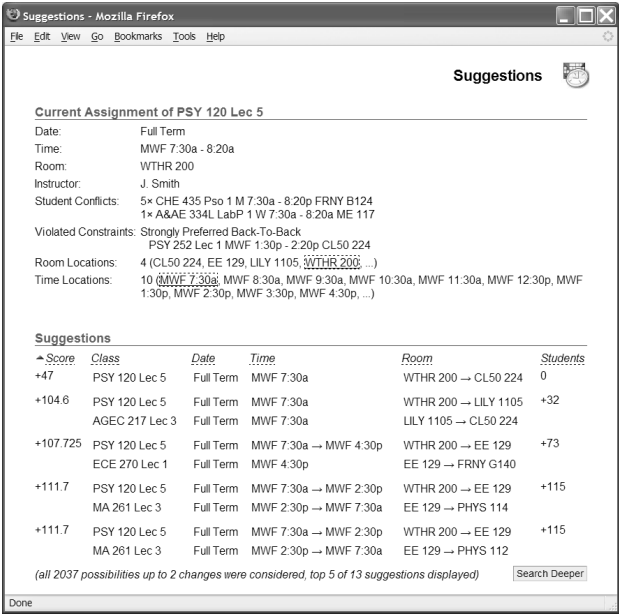 Suggestions - Mozilla Firefox
File Edit View Go Bookmarks Tools Help
Suggestions
Current Assignment of PSY 120 Lec 5
Date: Full Term
Time: MWF 7:30a - 8:20a
Room: WTHR 200
Instructor: J. Smith
Student Conflicts: 5× CHE 435 Pso 1 M 7:30a - 8:20p FRNY B124
1× A&AE 334L LabP 1 W 7:30a - 8:20a ME 117
Violated Constraints: Strongly Preferred Back-To-Back
PSY 252 Lec 1 MWF 1:30p - 2:20p CL50 224
Room Locations: 4 (CL50 224, EE 129, LILY 1105, WTHR 200, ...)
Time Locations: 10 (MWF 7:30a, MWF 8:30a, MWF 9:30a, MWF 10:30a, MWF 11:30a, MWF 12:30p, MWF
1:30p, MWF 2:30p, MWF 3:30p, MWF 4:30p, ...)
Suggestions
Score Class Date Time Room Students
+47 PSY 120 Lec 5 Full Term MWF 7:30a WTHR 200 → CL50 224 0
+104.6 PSY 120 Lec 5 Full Term MWF 7:30a WTHR 200 → LILY 1105 +32
AGEC 217 Lec 3 Full Term MWF 7:30a LILY 1105 → CL50 224
+107.725 PSY 120 Lec 5 Full Term MWF 7:30a → MWF 4:30p WTHR 200 → EE 129 +73
ECE 270 Lec 1 Full Term MWF 4:30p EE 129 → FRNY G140
+111.7 PSY 120 Lec 5 Full Term MWF 7:30a → MWF 2:30p WTHR 200 → EE 129 +115
MA 261 Lec 3 Full Term MWF 2:30p → MWF 7:30a EE 129 → PHYS 114
+111.7 PSY 120 Lec 5 Full Term MWF 7:30a → MWF 2:30p WTHR 200 → EE 129 +115
MA 261 Lec 3 Full Term MWF 2:30p → MWF 7:30a EE 129 → PHYS 112
(all 2037 possibilities up to 2 changes were considered, top 5 of 13 suggestions displayed) Search Deeper
Done